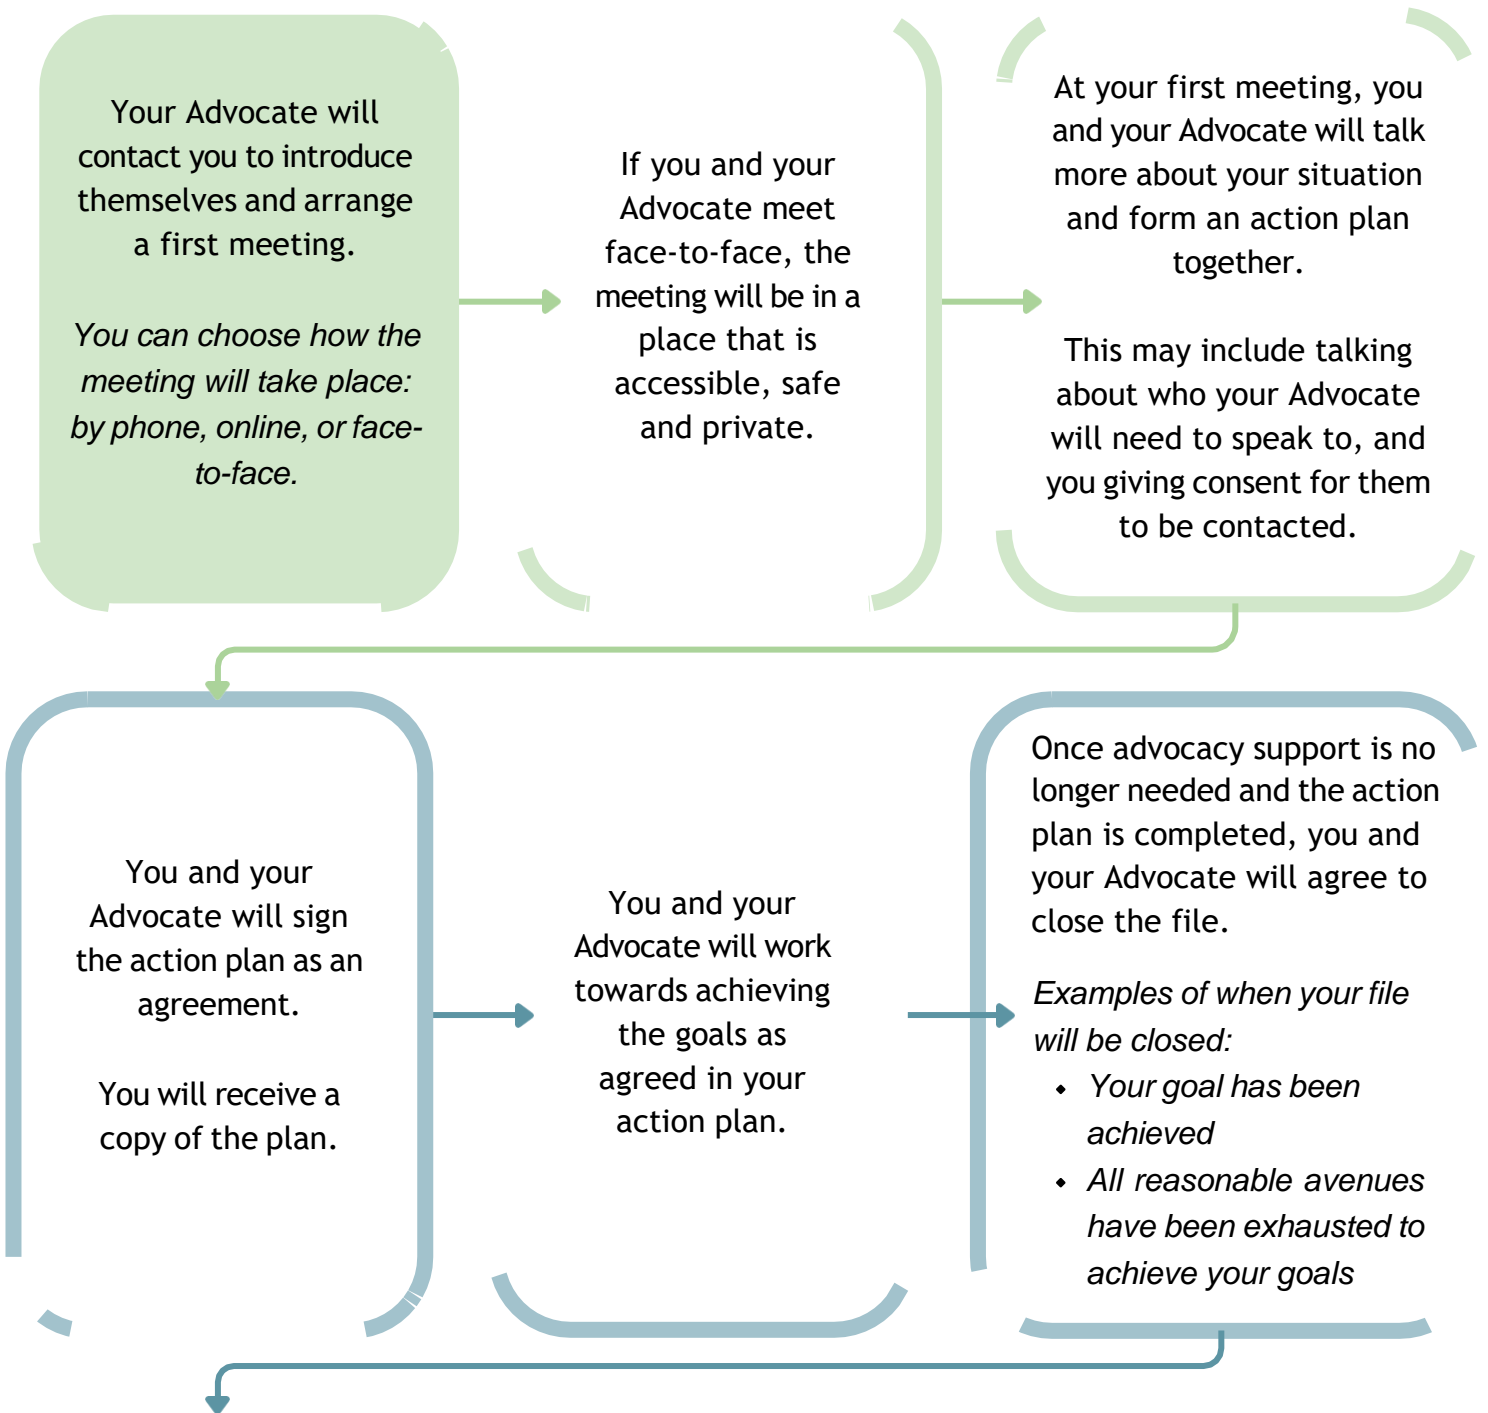 Your Advocate will
contact you to introduce
themselves and arrange
a first meeting.
You can choose how the
meeting will take place:
by phone, online, or face-
to-face.
If you and your
Advocate meet
face-to-face, the
meeting will be in a
place that is
accessible, safe
and private.
At your first meeting, you
and your Advocate will talk
more about your situation
and form an action plan
together.
This may include talking
about who your Advocate
will need to speak to, and
you giving consent for them
to be contacted.
You and your
Advocate will sign
the action plan as an
agreement.
You will receive a
copy of the plan.
You and your
Advocate will work
towards achieving
the goals as
agreed in your
action plan.
Once advocacy support is no
longer needed and the action
plan is completed, you and
your Advocate will agree to
close the file.
Examples of when your file
will be closed:
• Your goal has been
achieved
• All reasonable avenues
have been exhausted to
achieve your goals